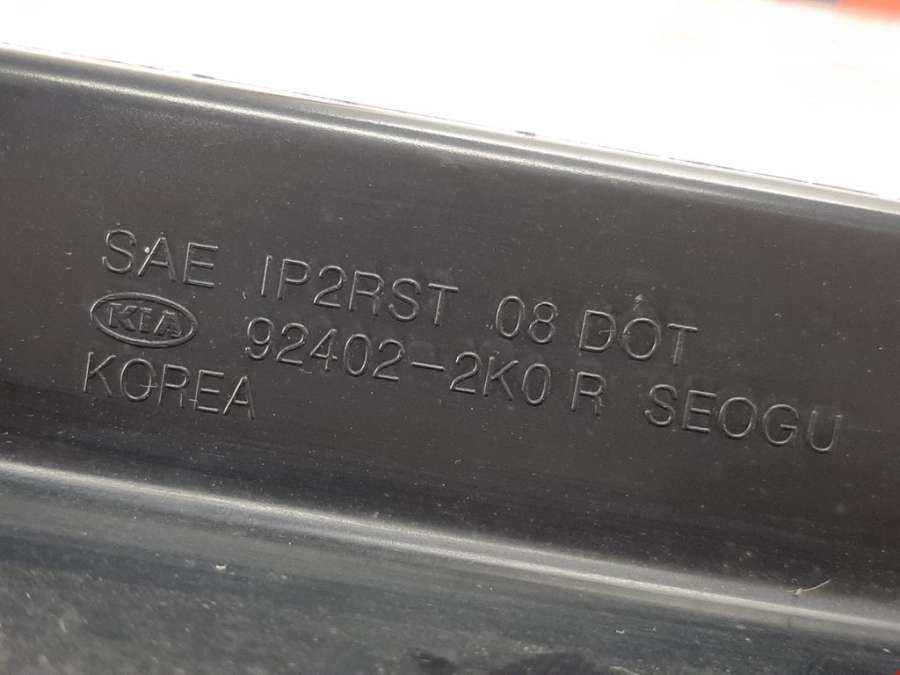 SAE IP2RST 08 DOT
KIA 92402-2K0 R SEOGU
KOREA